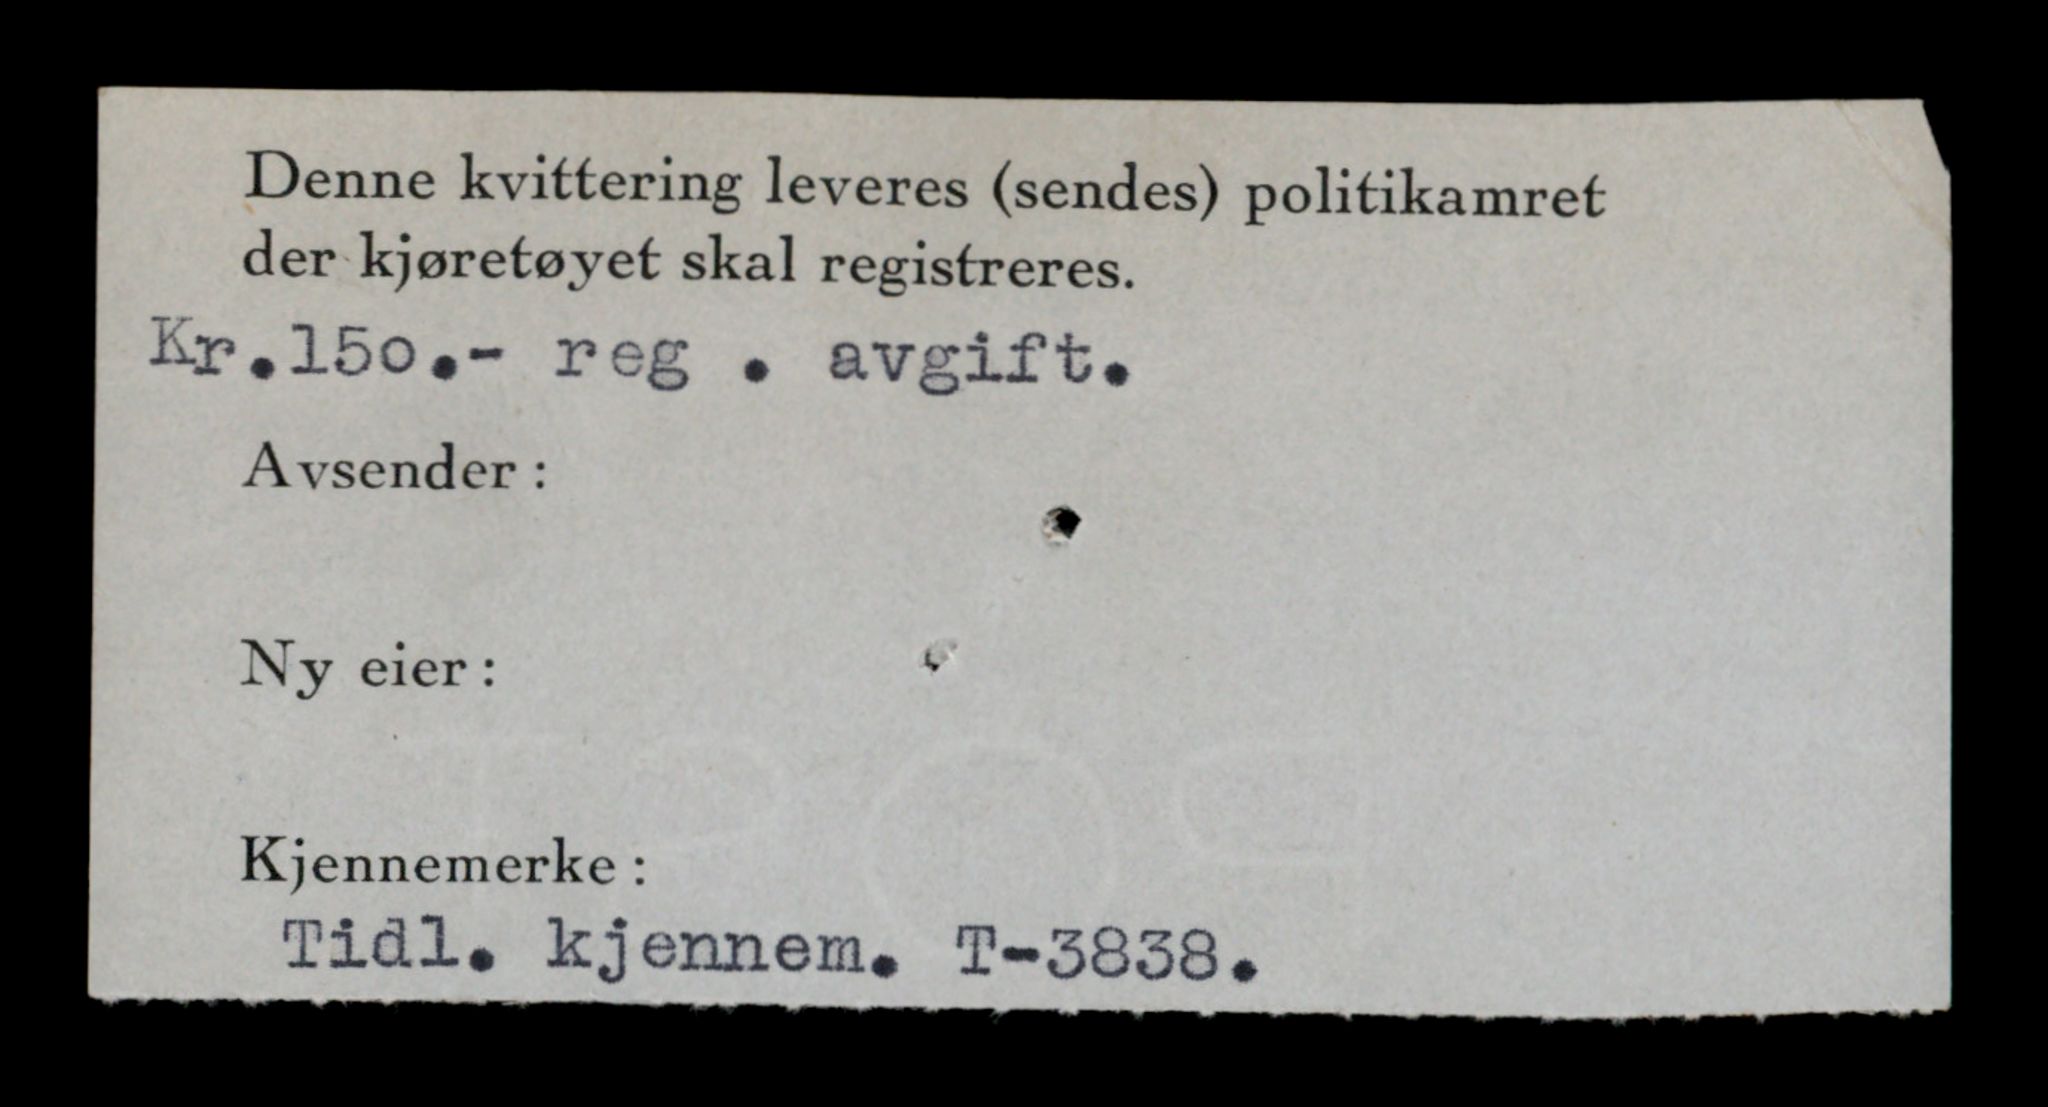 Denne kvittering leveres (sendes) politikamret
der kjøretøyet skal registreres.
Kr.150.- reg . avgift.
Avsender :
Ny eier :
Kjennemerke :
Tidl. kjennem. T-3838.